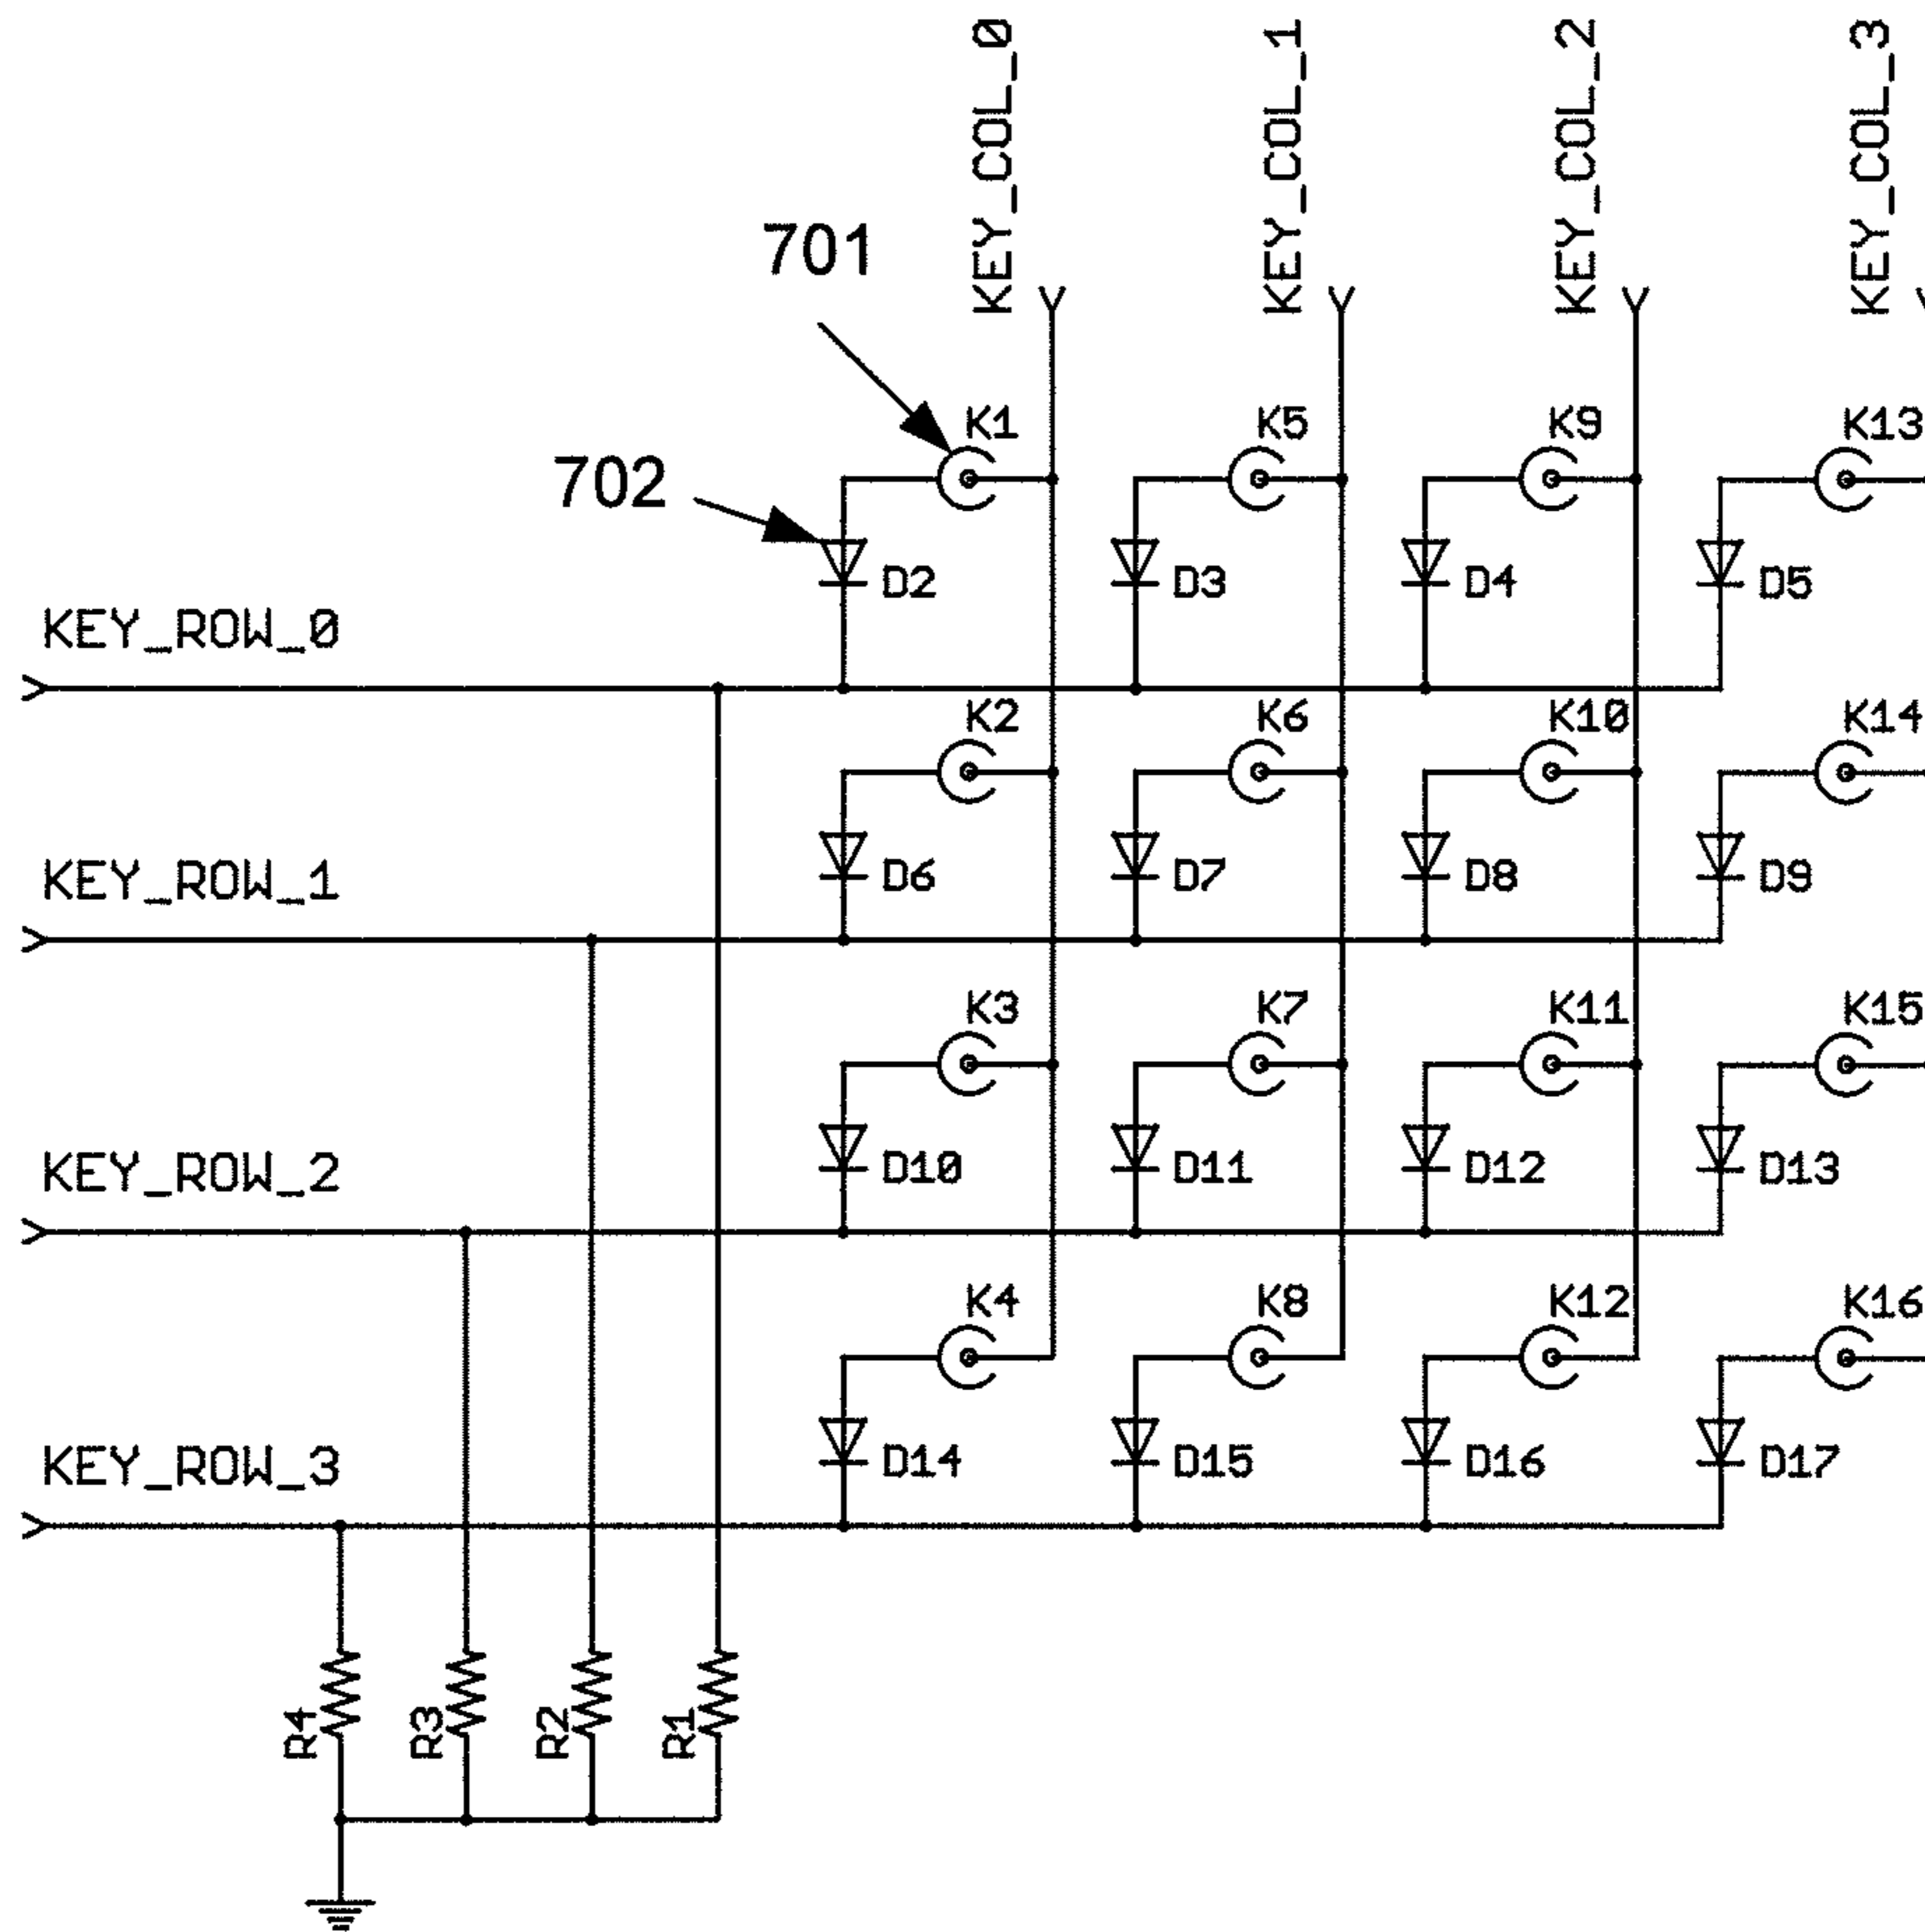 KEY_COL_0
KEY_COL_1
KEY_COL_2
KEY_COL_3
701
K1
K5
K9
K13
702
D2
D3
D4
D5
KEY_ROW_0
K2
K6
K10
K14
KEY_ROW_1
D6
D7
D8
D9
K3
K7
K11
K15
KEY_ROW_2
D10
D11
D12
D13
K4
K8
K12
K16
KEY_ROW_3
D14
D15
D16
D17
R4
R3
R2
R1